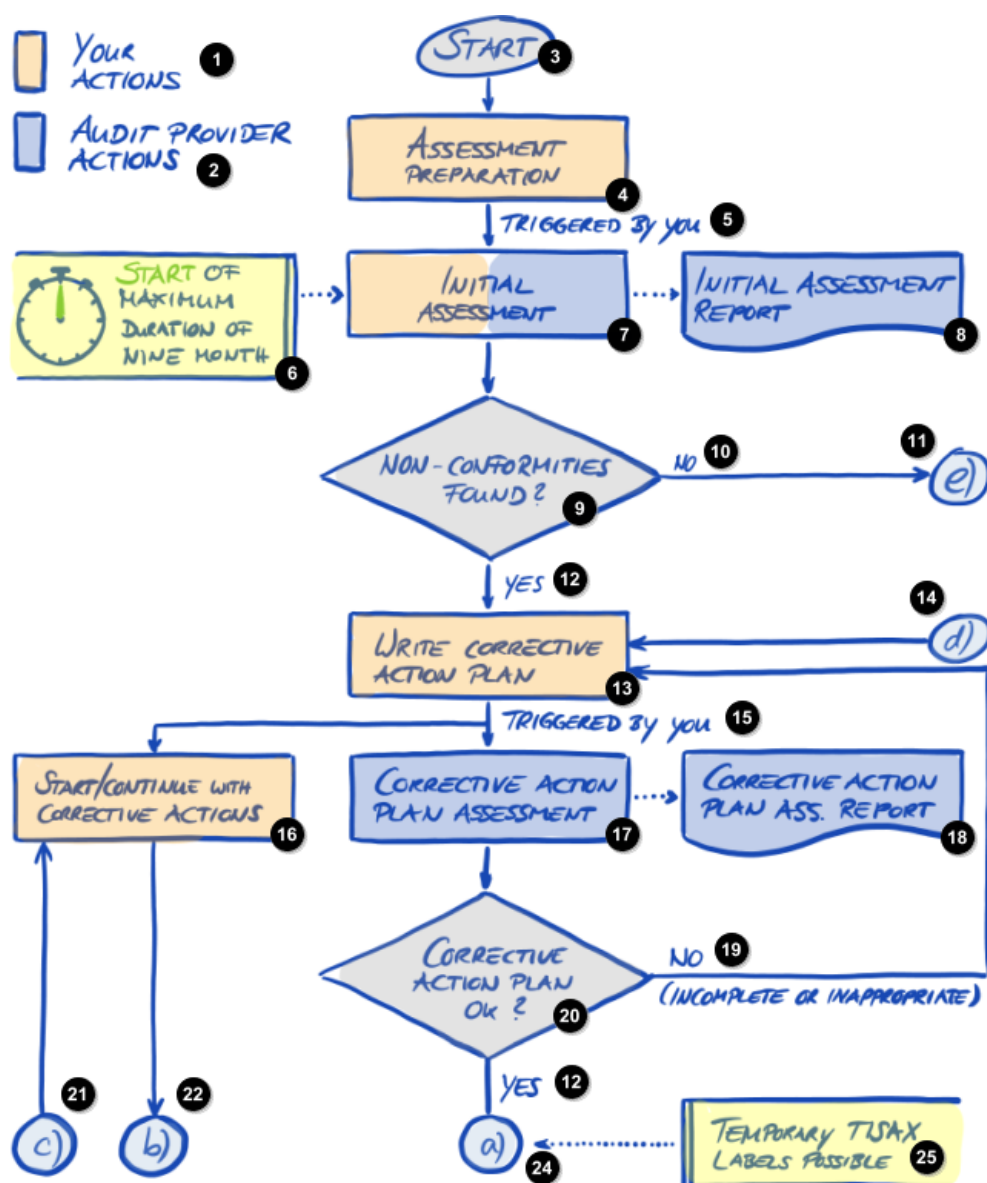 YOUR
ACTIONS
1
AUDIT PROVIDER
ACTIONS
2
START
3
ASSESSMENT
PREPARATION
4
TRIGGERED BY YOU
5
START OF
MAXIMUM
DURATION OF
NINE MONTH
6
INITIAL
ASSESSMENT
7
INITIAL ASSESSMENT
REPORT
8
NON-CONFORMITIES
FOUND?
9
NO
10
11
e)
YES
12
WRITE CORRECTIVE
ACTION PLAN
13
14
d)
TRIGGERED BY YOU
15
START/CONTINUE WITH
CORRECTIVE ACTIONS
16
CORRECTIVE ACTION
PLAN ASSESSMENT
17
CORRECTIVE ACTION
PLAN ASS. REPORT
18
CORRECTIVE
ACTION PLAN
OK?
20
NO
19
(INCOMPLETE OR INAPPROPRIATE)
21
c)
22
b)
YES
12
a)
24
TEMPORARY TISAX
LABELS POSSIBLE
25